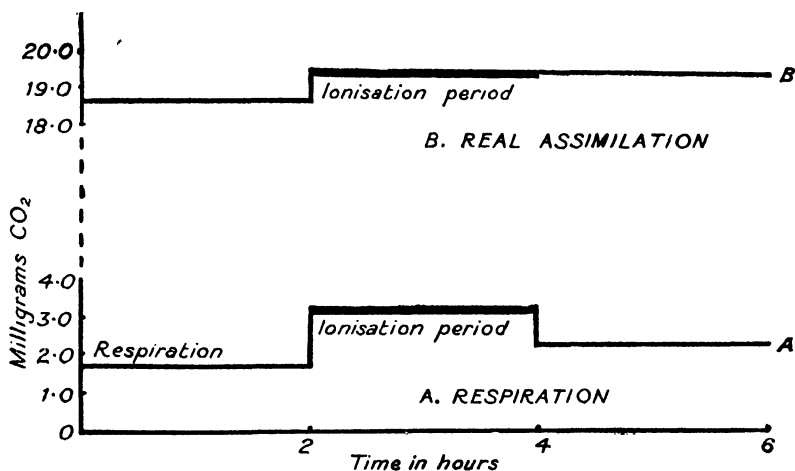 20·0
19·0
Ionisation period
B
18·0
B. REAL ASSIMILATION
Milligrams CO₂
4·0
3·0
Ionisation period
Respiration
2·0
A
1·0
A. RESPIRATION
0
2
4
6
Time in hours